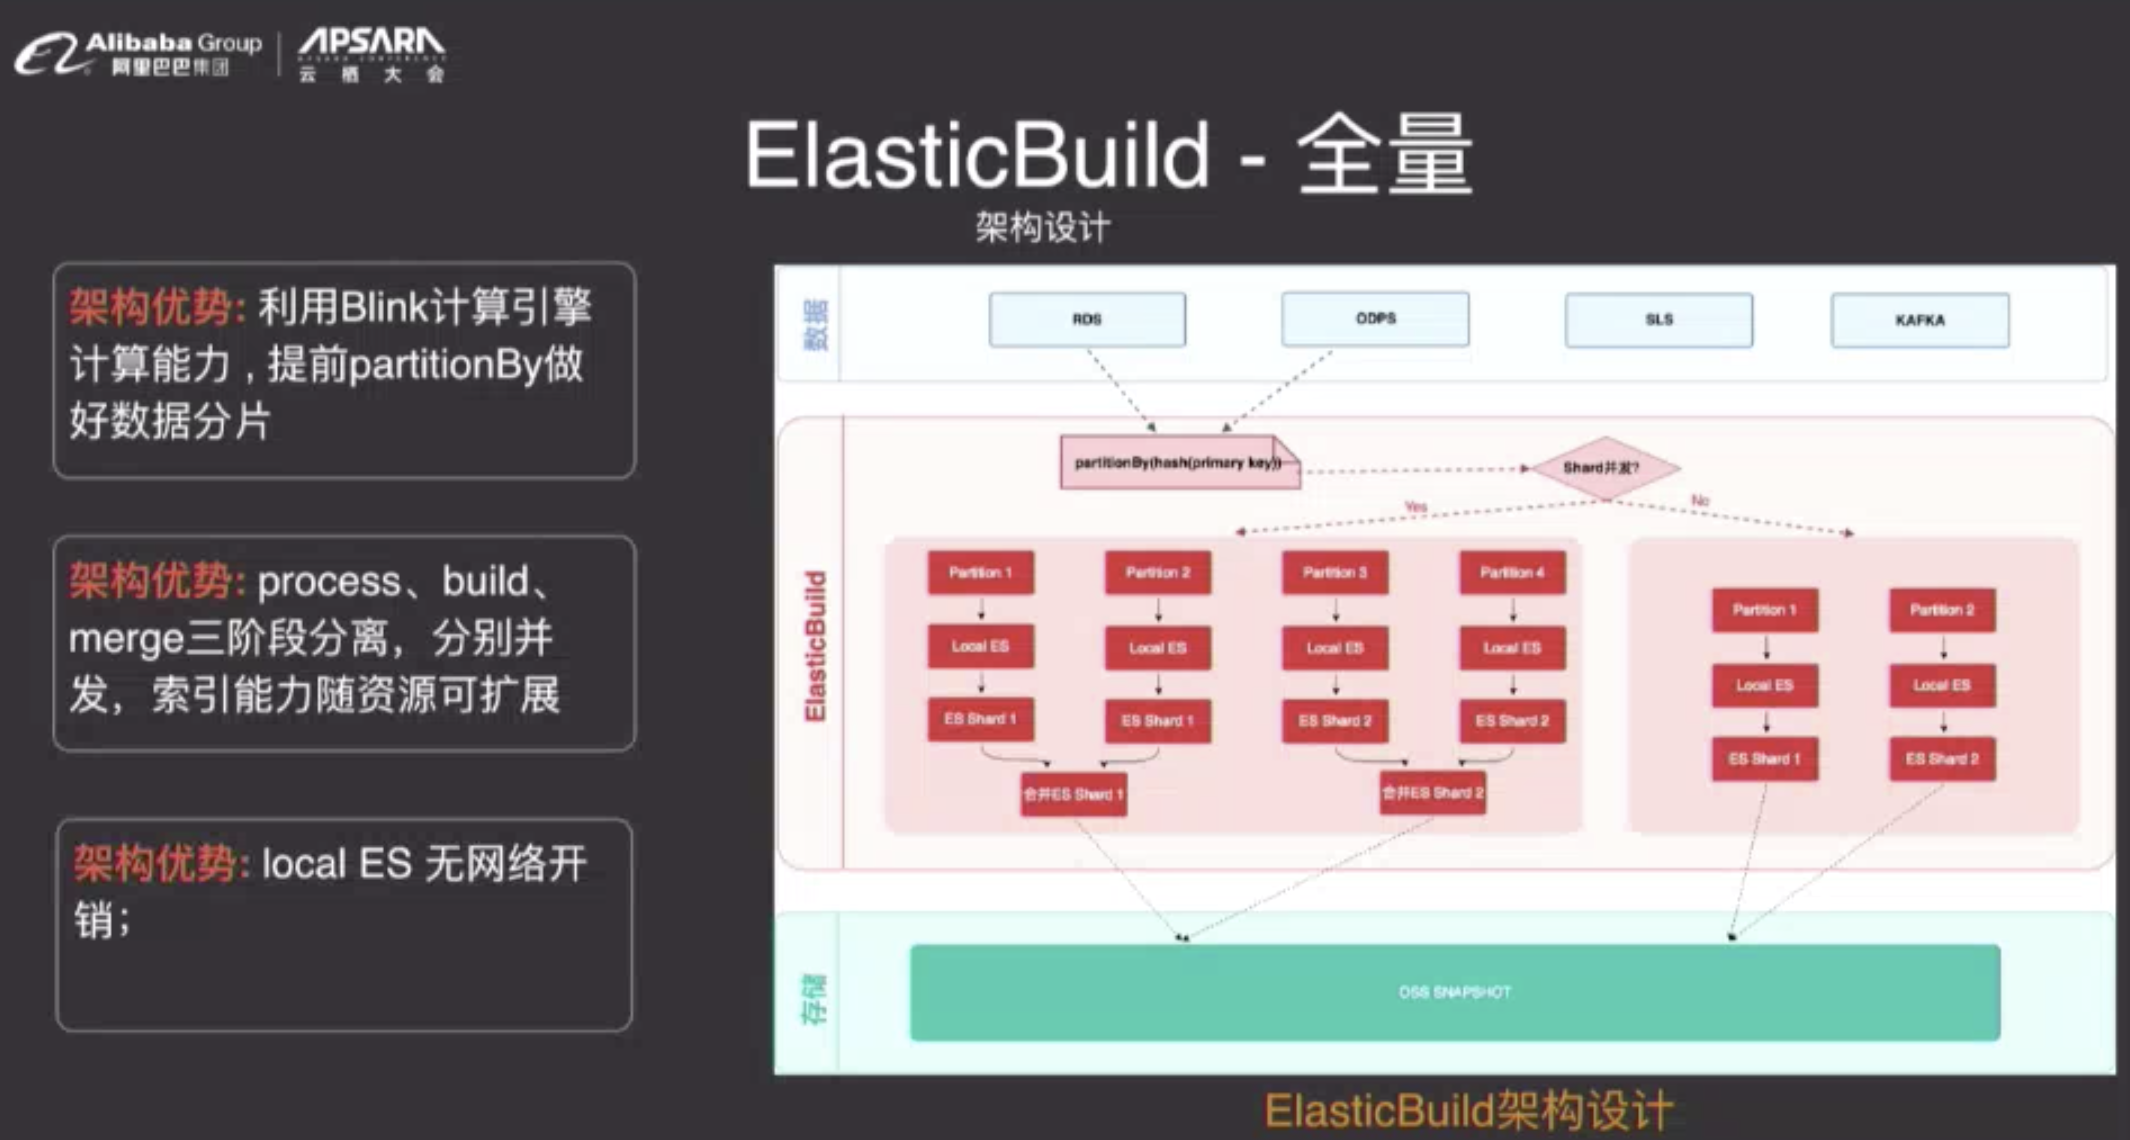 Alibaba Group
阿里巴巴集团
APSARA
APSARA CONFERENCE
云栖大会
ElasticBuild - 全量
架构设计
架构优势: 利用Blink计算引擎
计算能力 , 提前partitionBy做
好数据分片
架构优势: process、build、
merge三阶段分离，分别并
发，索引能力随资源可扩展
架构优势: local ES 无网络开
销；
数据
RDS
ODPS
SLS
KAFKA
ElasticBuild
partitionBy(hash(primary key))
Shard并发?
Yes
No
Partition 1
Partition 2
Partition 3
Partition 4
Local ES
Local ES
Local ES
Local ES
ES Shard 1
ES Shard 1
ES Shard 2
ES Shard 2
合并ES Shard 1
合并ES Shard 2
Partition 1
Partition 2
Local ES
Local ES
ES Shard 1
ES Shard 2
存储
OSS SNAPSHOT
ElasticBuild架构设计